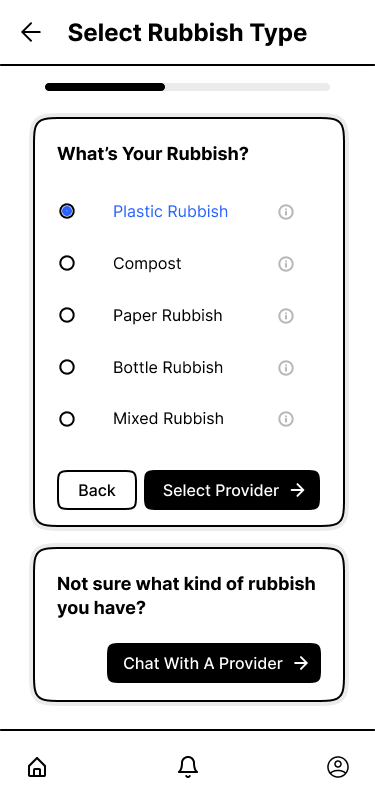 Select Rubbish Type
What’s Your Rubbish?
Plastic Rubbish
Compost
Paper Rubbish
Bottle Rubbish
Mixed Rubbish
Back
Select Provider
Not sure what kind of rubbish
you have?
Chat With A Provider